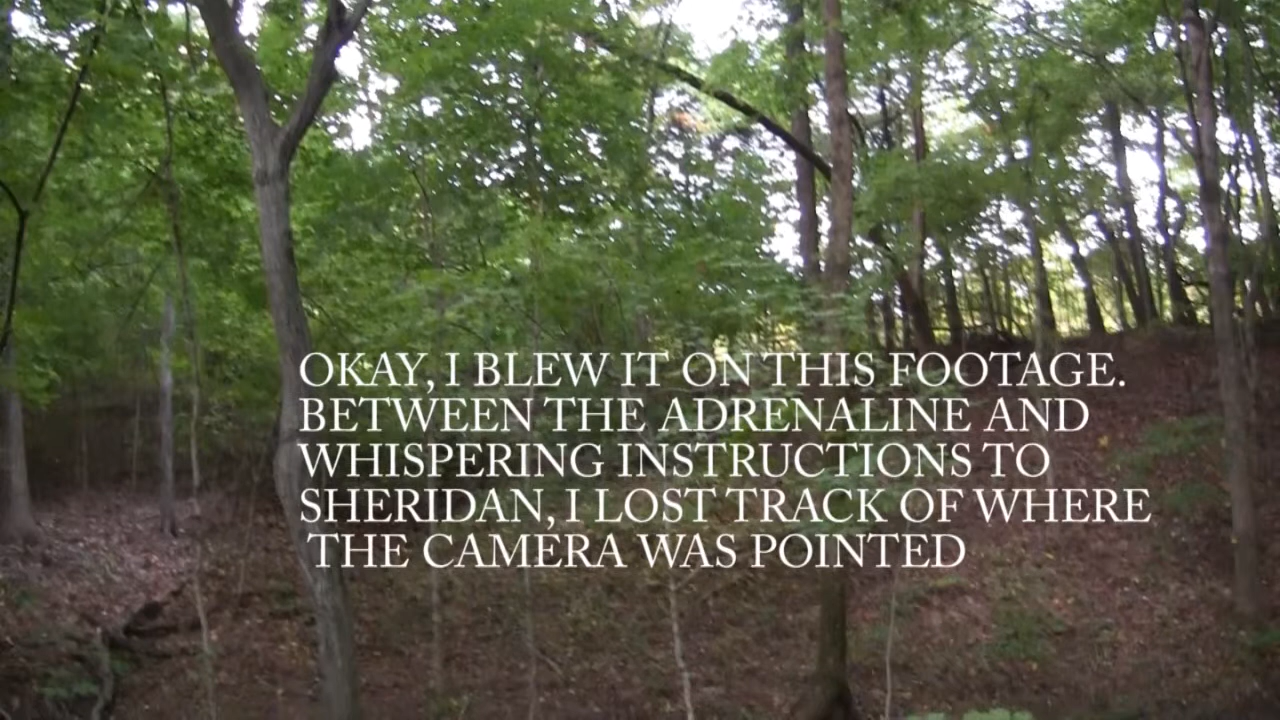 OKAY, I BLEW IT ON THIS FOOTAGE.
BETWEEN THE ADRENALINE AND
WHISPERING INSTRUCTIONS TO
SHERIDAN, I LOST TRACK OF WHERE
THE CAMERA WAS POINTED